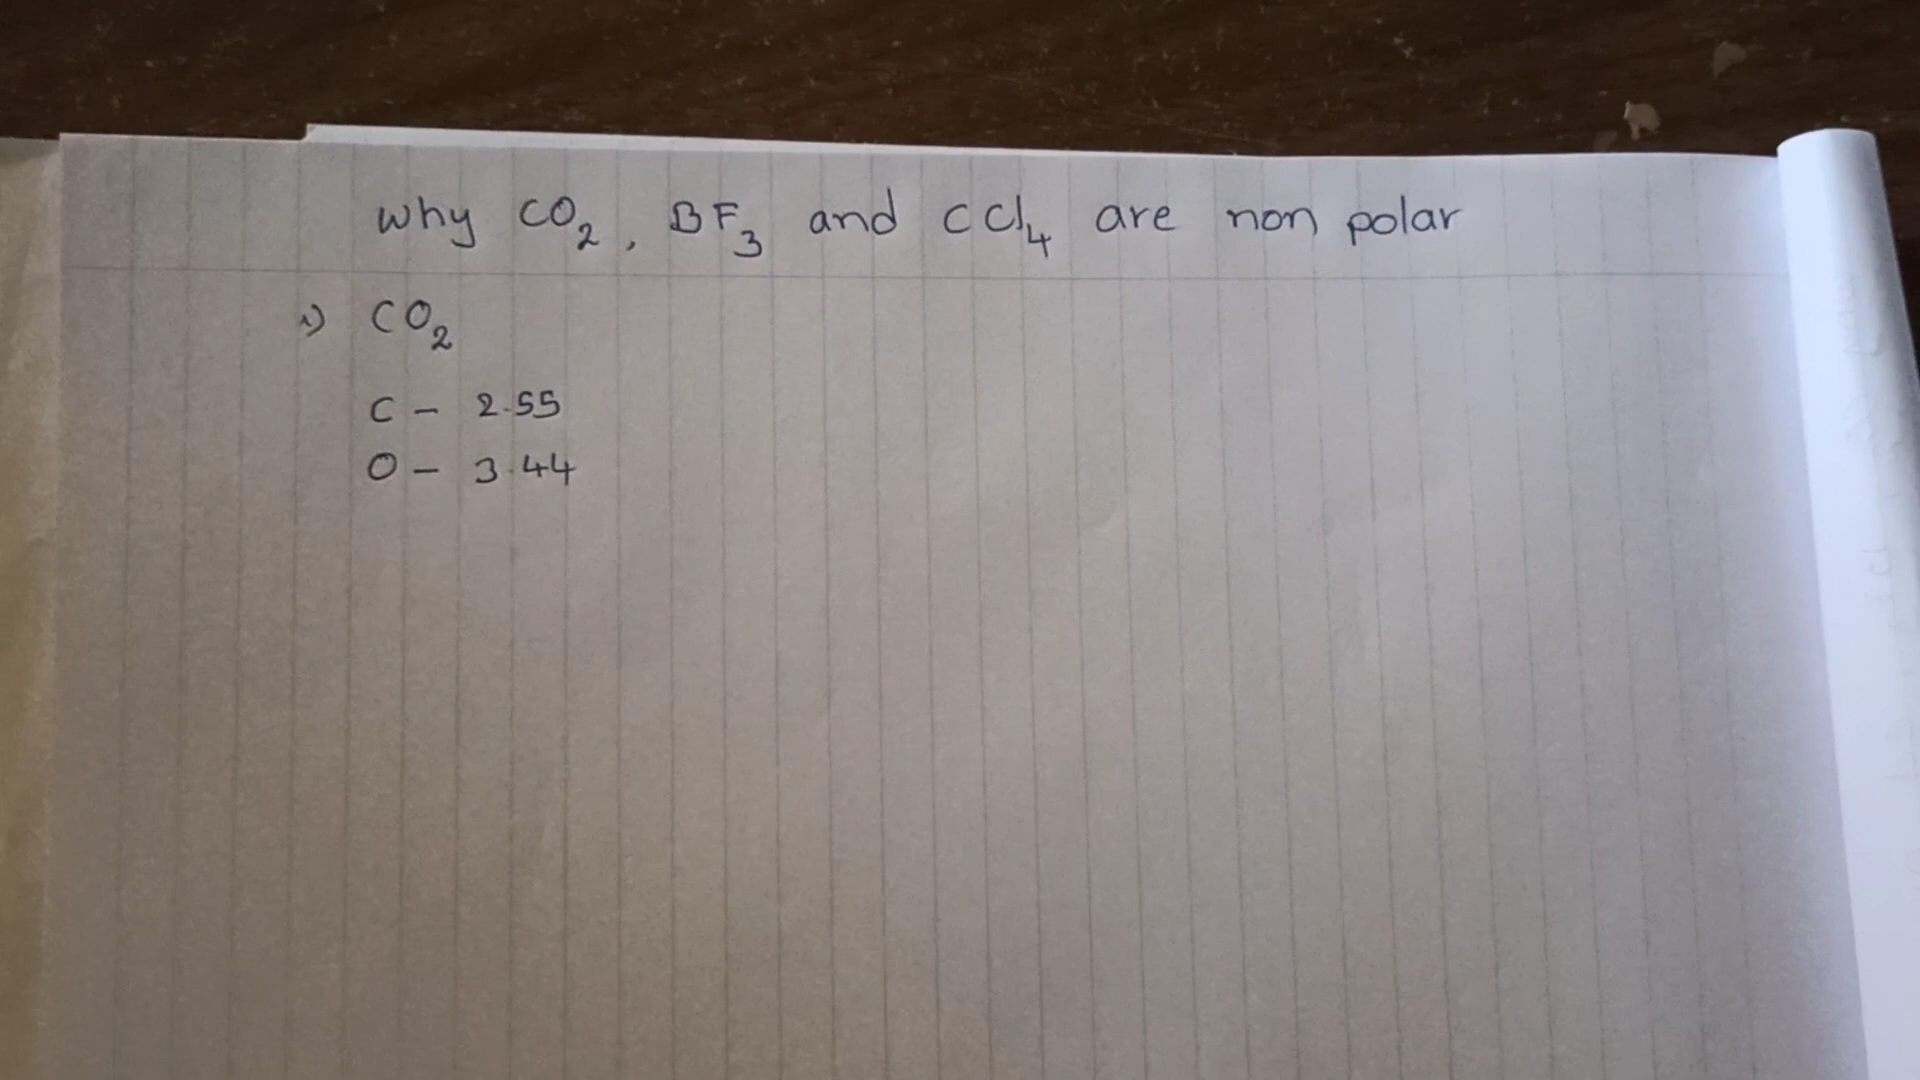 why CO₂, BF₃ and CCl₄ are non polar
1) CO₂
C - 2.55
O - 3.44